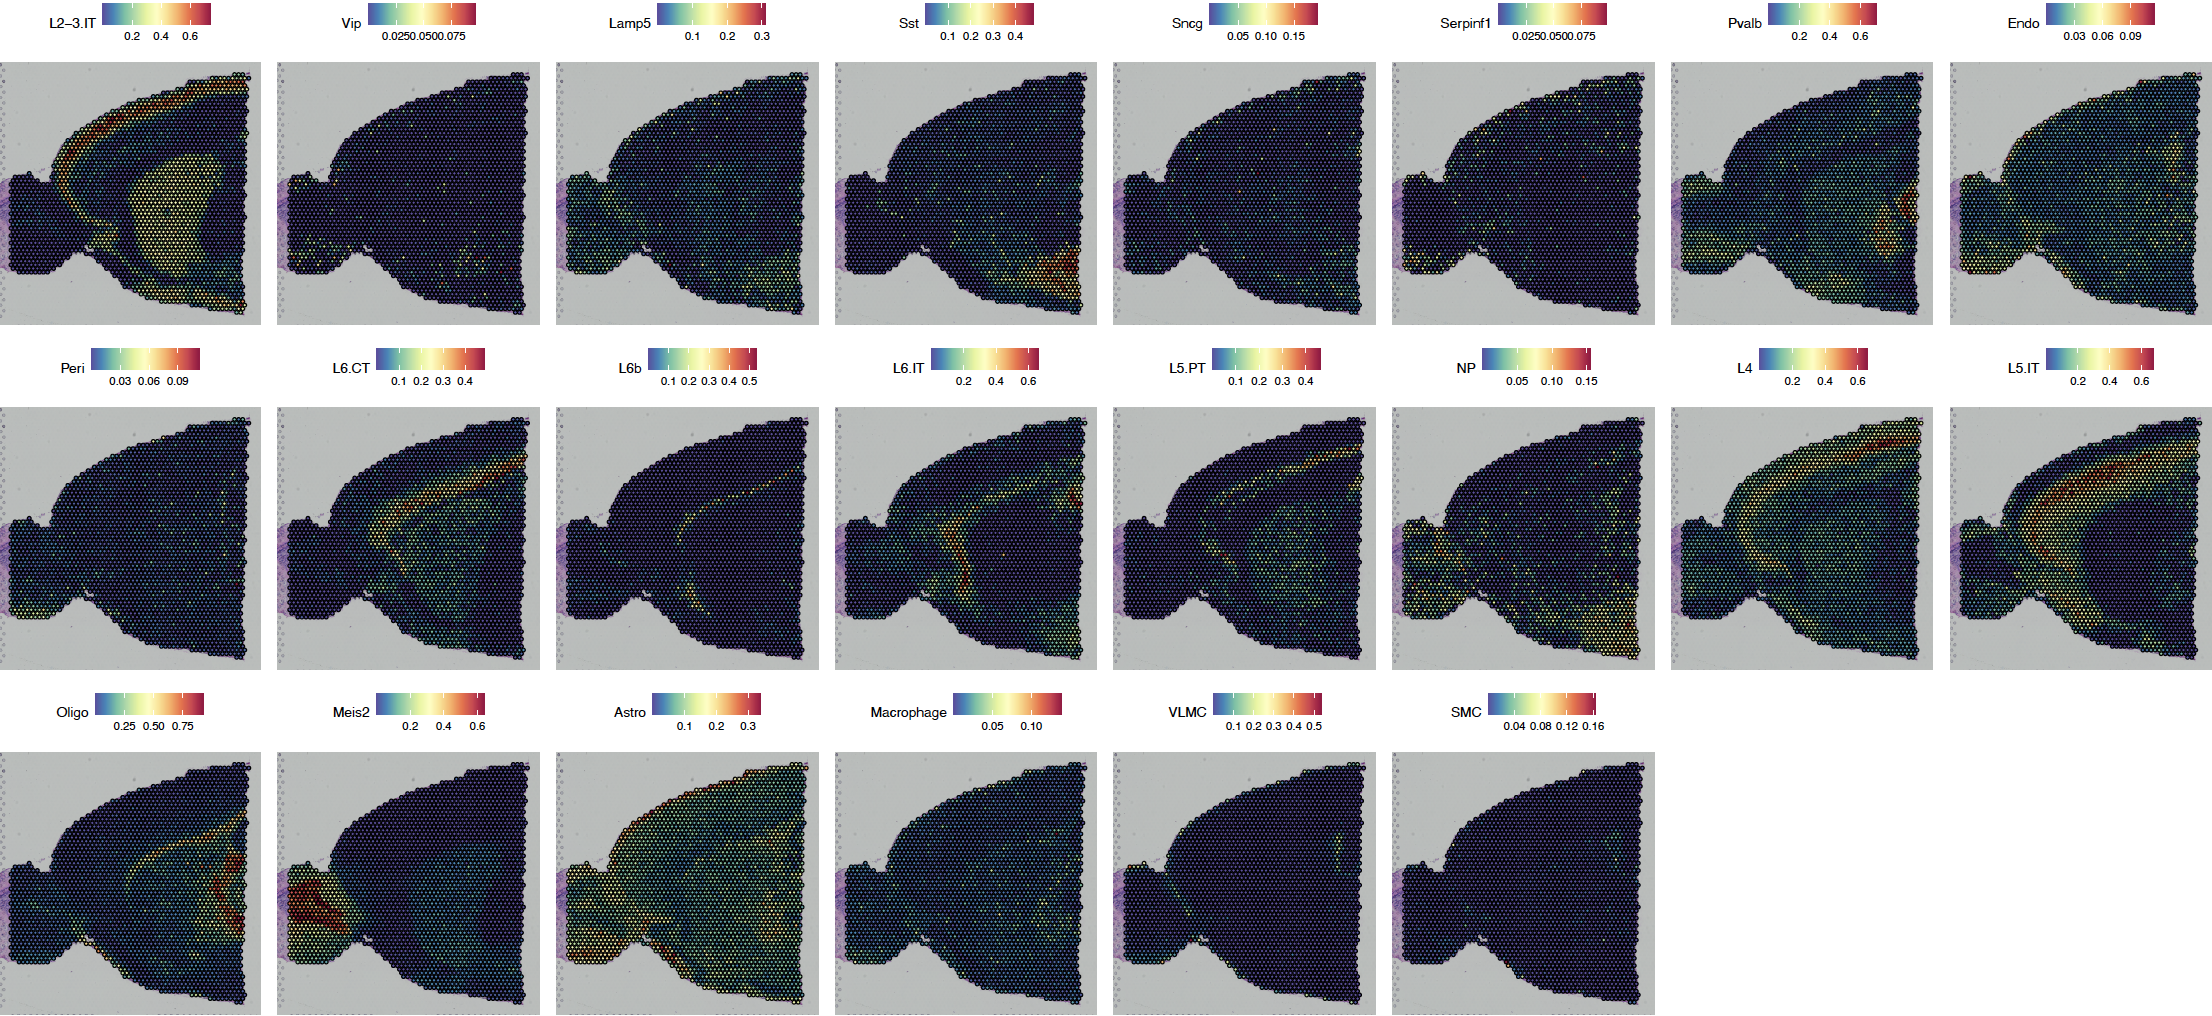 L2−3.IT 0.2 0.4 0.6
Vip 0.025 0.050 0.075
Lamp5 0.1 0.2 0.3
Sst 0.1 0.2 0.3 0.4
Sncg 0.05 0.10 0.15
Serpinf1 0.025 0.050 0.075
Pvalb 0.2 0.4 0.6
Endo 0.03 0.06 0.09
Peri 0.03 0.06 0.09
L6.CT 0.1 0.2 0.3 0.4
L6b 0.1 0.2 0.3 0.4 0.5
L6.IT 0.2 0.4 0.6
L5.PT 0.1 0.2 0.3 0.4
NP 0.05 0.10 0.15
L4 0.2 0.4 0.6
L5.IT 0.2 0.4 0.6
Oligo 0.25 0.50 0.75
Meis2 0.2 0.4 0.6
Astro 0.1 0.2 0.3
Macrophage 0.05 0.10
VLMC 0.1 0.2 0.3 0.4 0.5
SMC 0.04 0.08 0.12 0.16